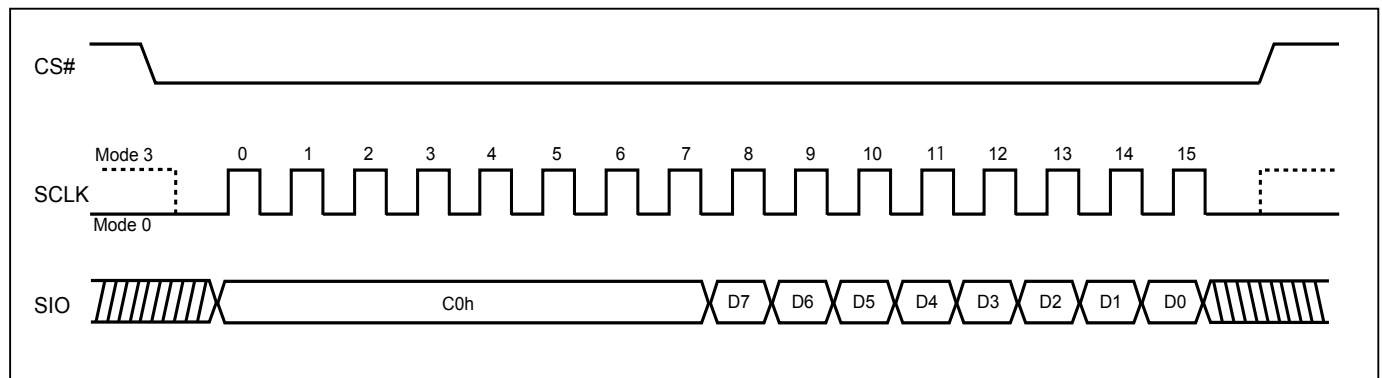 CS#
Mode 3
0 1 2 3 4 5 6 7 8 9 10 11 12 13 14 15
SCLK
Mode 0
SIO
C0h
D7 D6 D5 D4 D3 D2 D1 D0